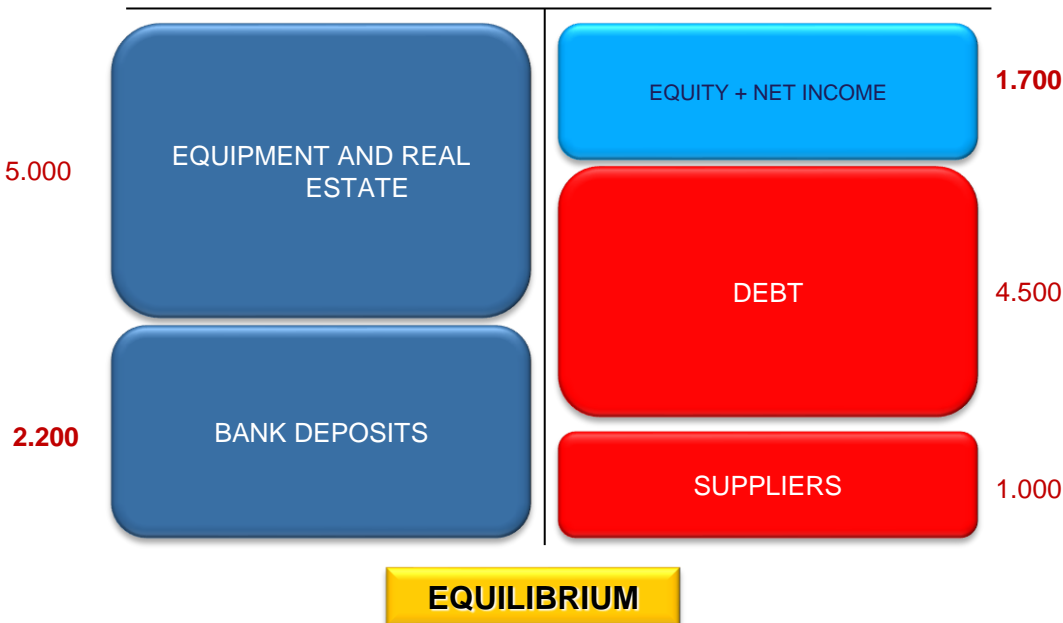 5.000
EQUIPMENT AND REAL
ESTATE
2.200
BANK DEPOSITS
EQUITY + NET INCOME
1.700
DEBT
4.500
SUPPLIERS
1.000
EQUILIBRIUM